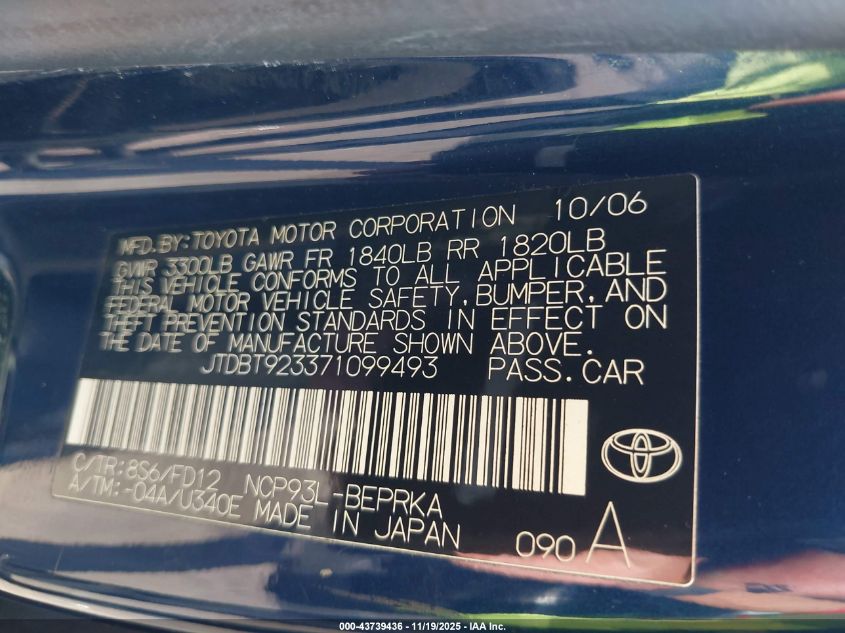 MFD.BY:TOYOTA MOTOR CORPORATION 10/06
GVWR 3300LB GAWR FR 1840LB RR 1820LB
THIS VEHICLE CONFORMS TO ALL APPLICABLE
FEDERAL MOTOR VEHICLE SAFETY,BUMPER,AND
THEFT PREVENTION STANDARDS IN EFFECT ON
THE DATE OF MANUFACTURE SHOWN ABOVE.
JTDBT923371099493 PASS.CAR
C/TR:8S6/FD12 NCP93L-BEPRKA
A/TM:-04A/U340E MADE IN JAPAN
090 A
000-43739436 - 11/19/2025 - IAA Inc.